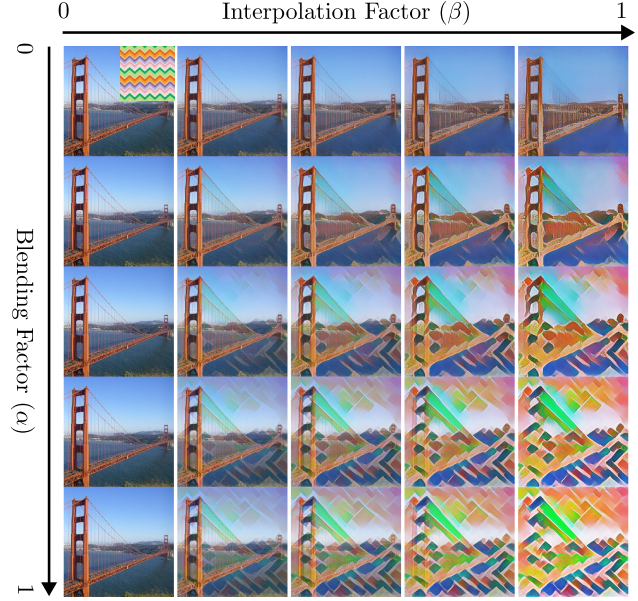 0 Interpolation Factor (β) 1
0
Blending Factor (α)
1